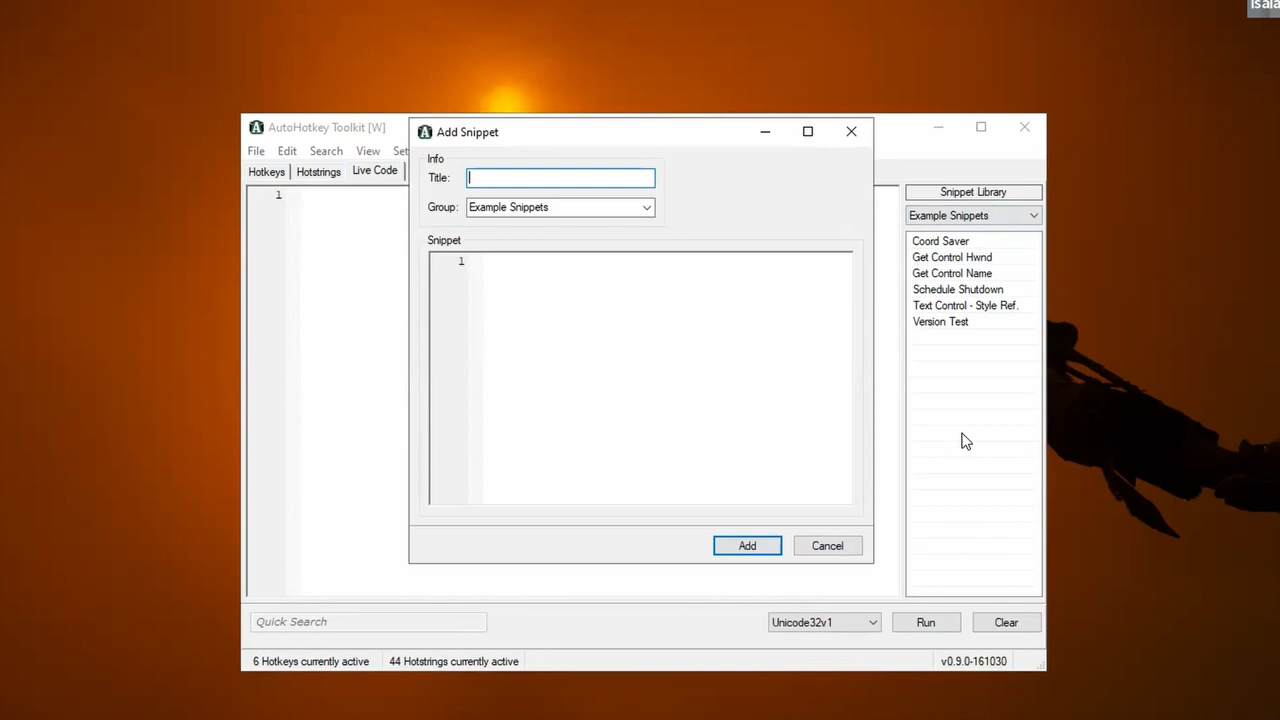 AutoHotkey Toolkit [W]
File Edit Search View
Hotkeys Hotstrings Live Code
1
Add Snippet
Info
Title:
Group: Example Snippets
Snippet
1
Add Cancel
Snippet Library
Example Snippets
Coord Saver
Get Control Hwnd
Get Control Name
Schedule Shutdown
Text Control - Style Ref.
Version Test
Quick Search
Unicode32v1 Run Clear
6 Hotkeys currently active 44 Hotstrings currently active v0.9.0-161030